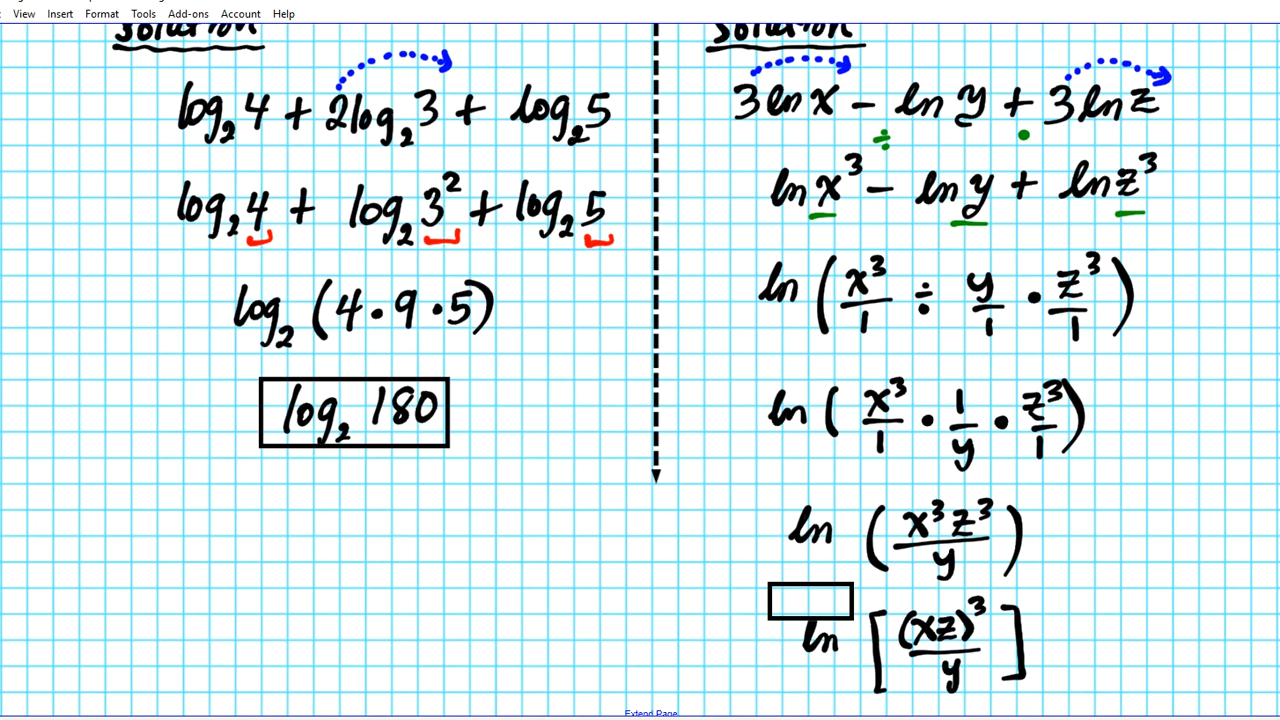 View Insert Format Tools Add-ons Account Help
Solution
log₂4 + 2log₂3 + log₂5
log₂4 + log₂3² + log₂5
log₂(4•9•5)
log₂ 180
Solution
3lnx − lny + 3lnz
÷ •
lnx³ − lny + lnz³
ln (x³/1 ÷ y/1 • z³/1)
ln (x³/1 • 1/y • z³/1)
ln (x³z³/y)
ln [(xz)³/y]
Extend Page